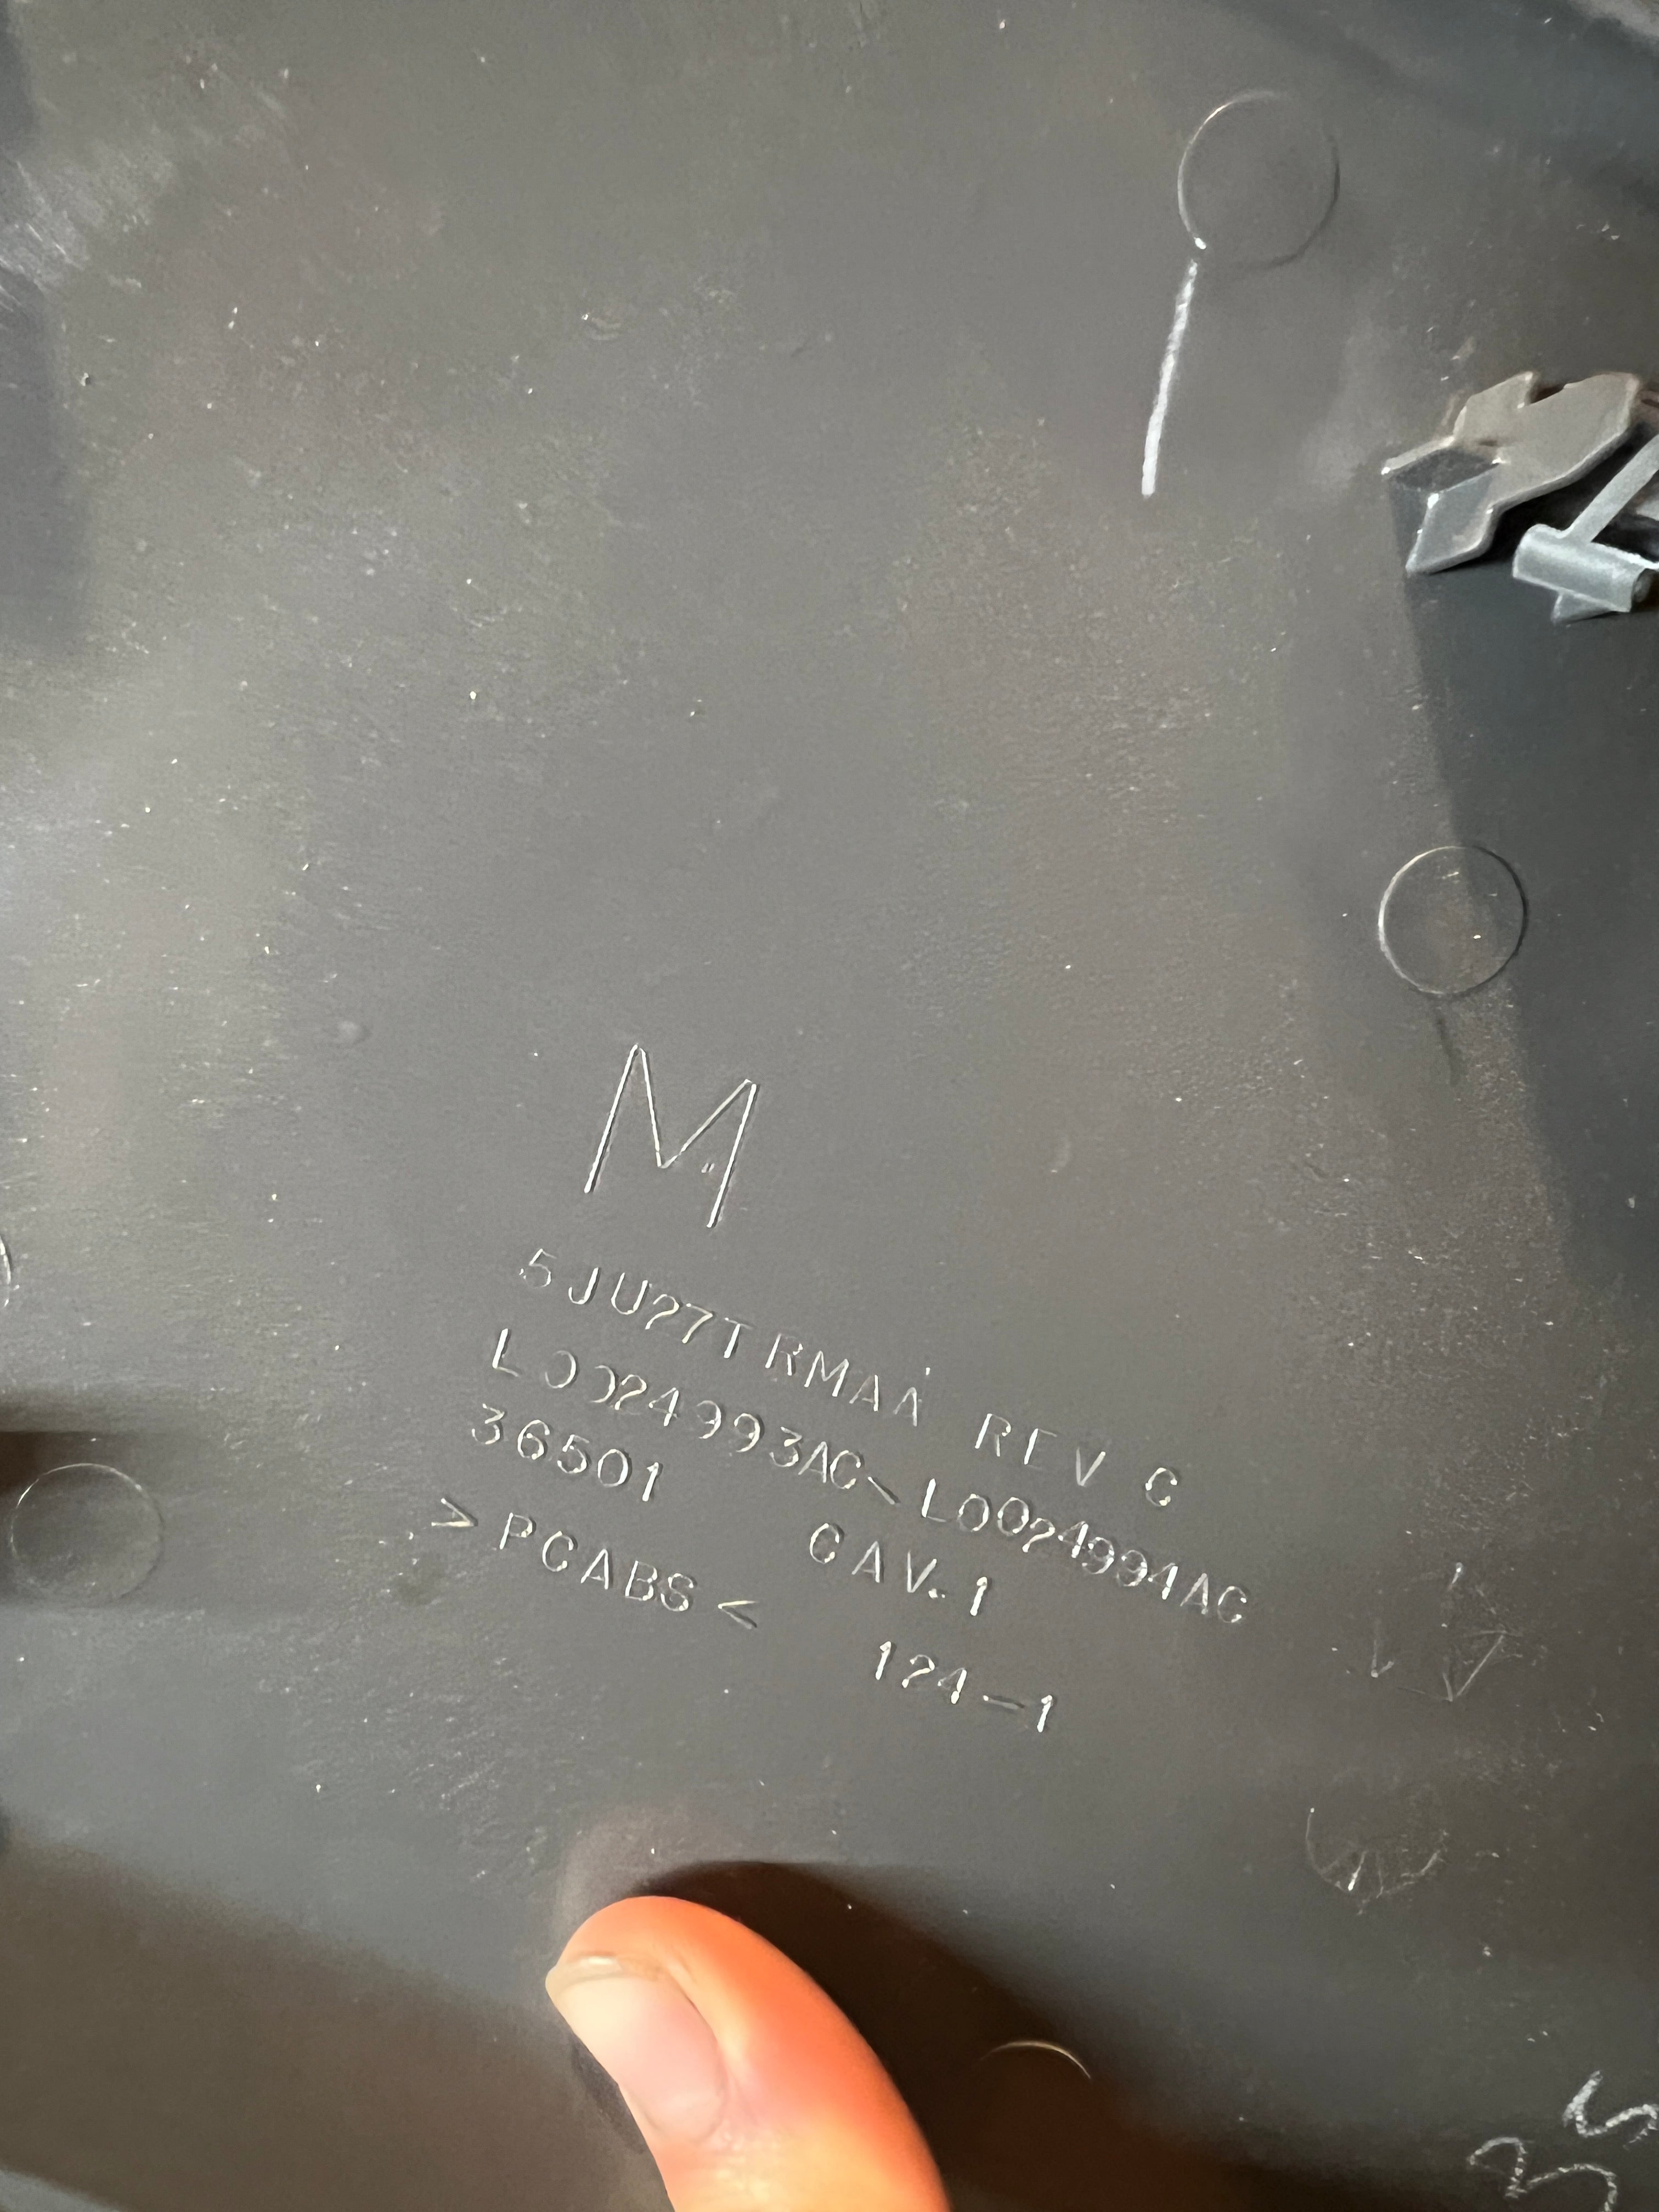 M
5JU27TRMAA REV C
L0024993AC-L0024994AC
36501 CAV.1
>PCABS< 124-1